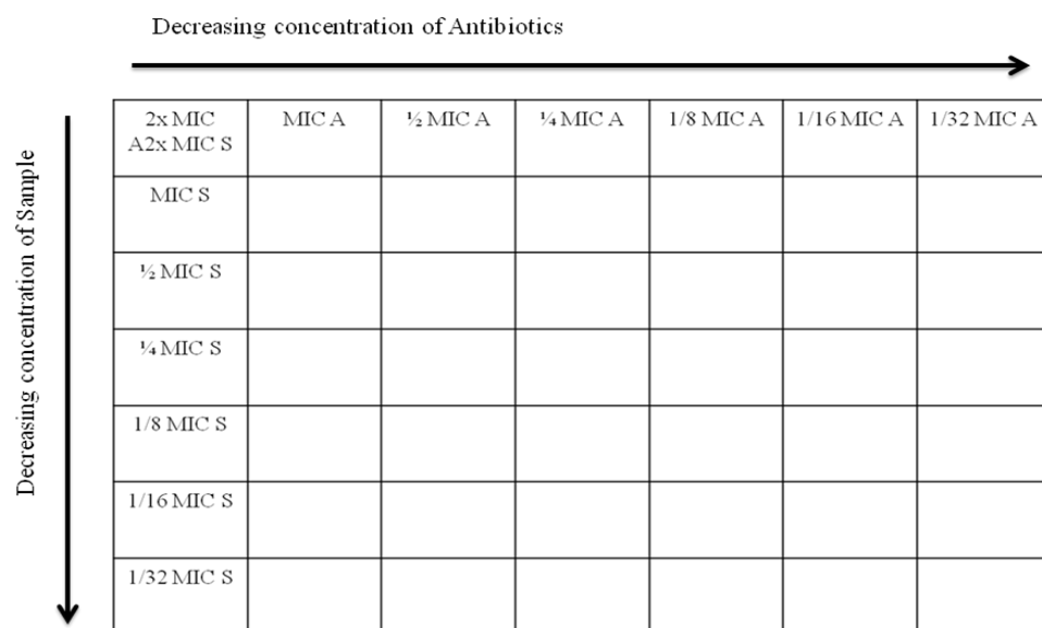 Decreasing concentration of Antibiotics
Decreasing concentration of Sample
2x MIC
A2x MIC S
MIC A
½ MIC A
¼ MIC A
1/8 MIC A
1/16 MIC A
1/32 MIC A
MIC S
½ MIC S
¼ MIC S
1/8 MIC S
1/16 MIC S
1/32 MIC S